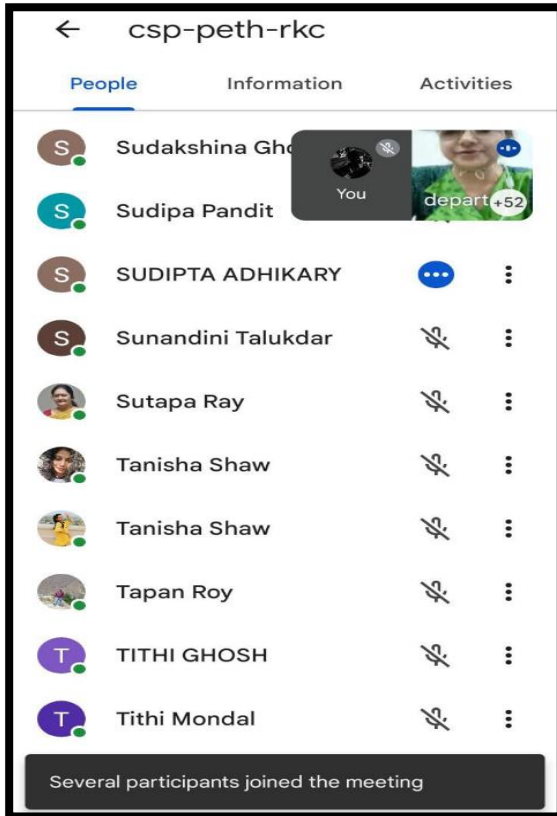 csp-peth-rkc
People Information Activities
S Sudakshina Gho
You
depart +52
S Sudipa Pandit
S SUDIPTA ADHIKARY
S Sunandini Talukdar
Sutapa Ray
Tanisha Shaw
Tanisha Shaw
Tapan Roy
T TITHI GHOSH
T Tithi Mondal
Several participants joined the meeting